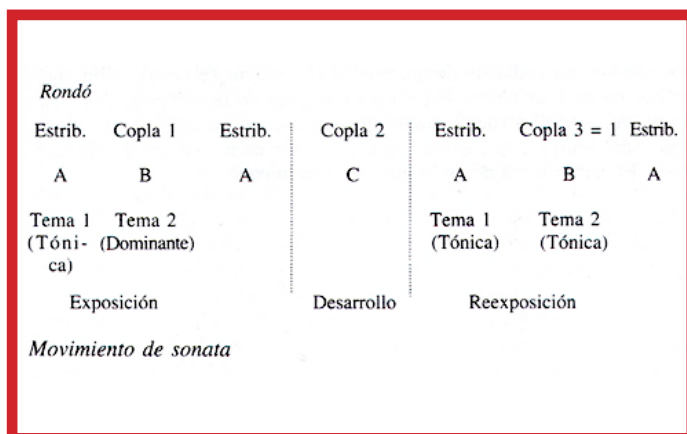 Rondó
Estrib. Copla 1 Estrib. Copla 2 Estrib. Copla 3 = 1 Estrib.
A B A C A B A
Tema 1 Tema 2 Tema 1 Tema 2
(Tóni- (Dominante) (Tónica) (Tónica)
ca)
Exposición Desarrollo Reexposición
Movimiento de sonata